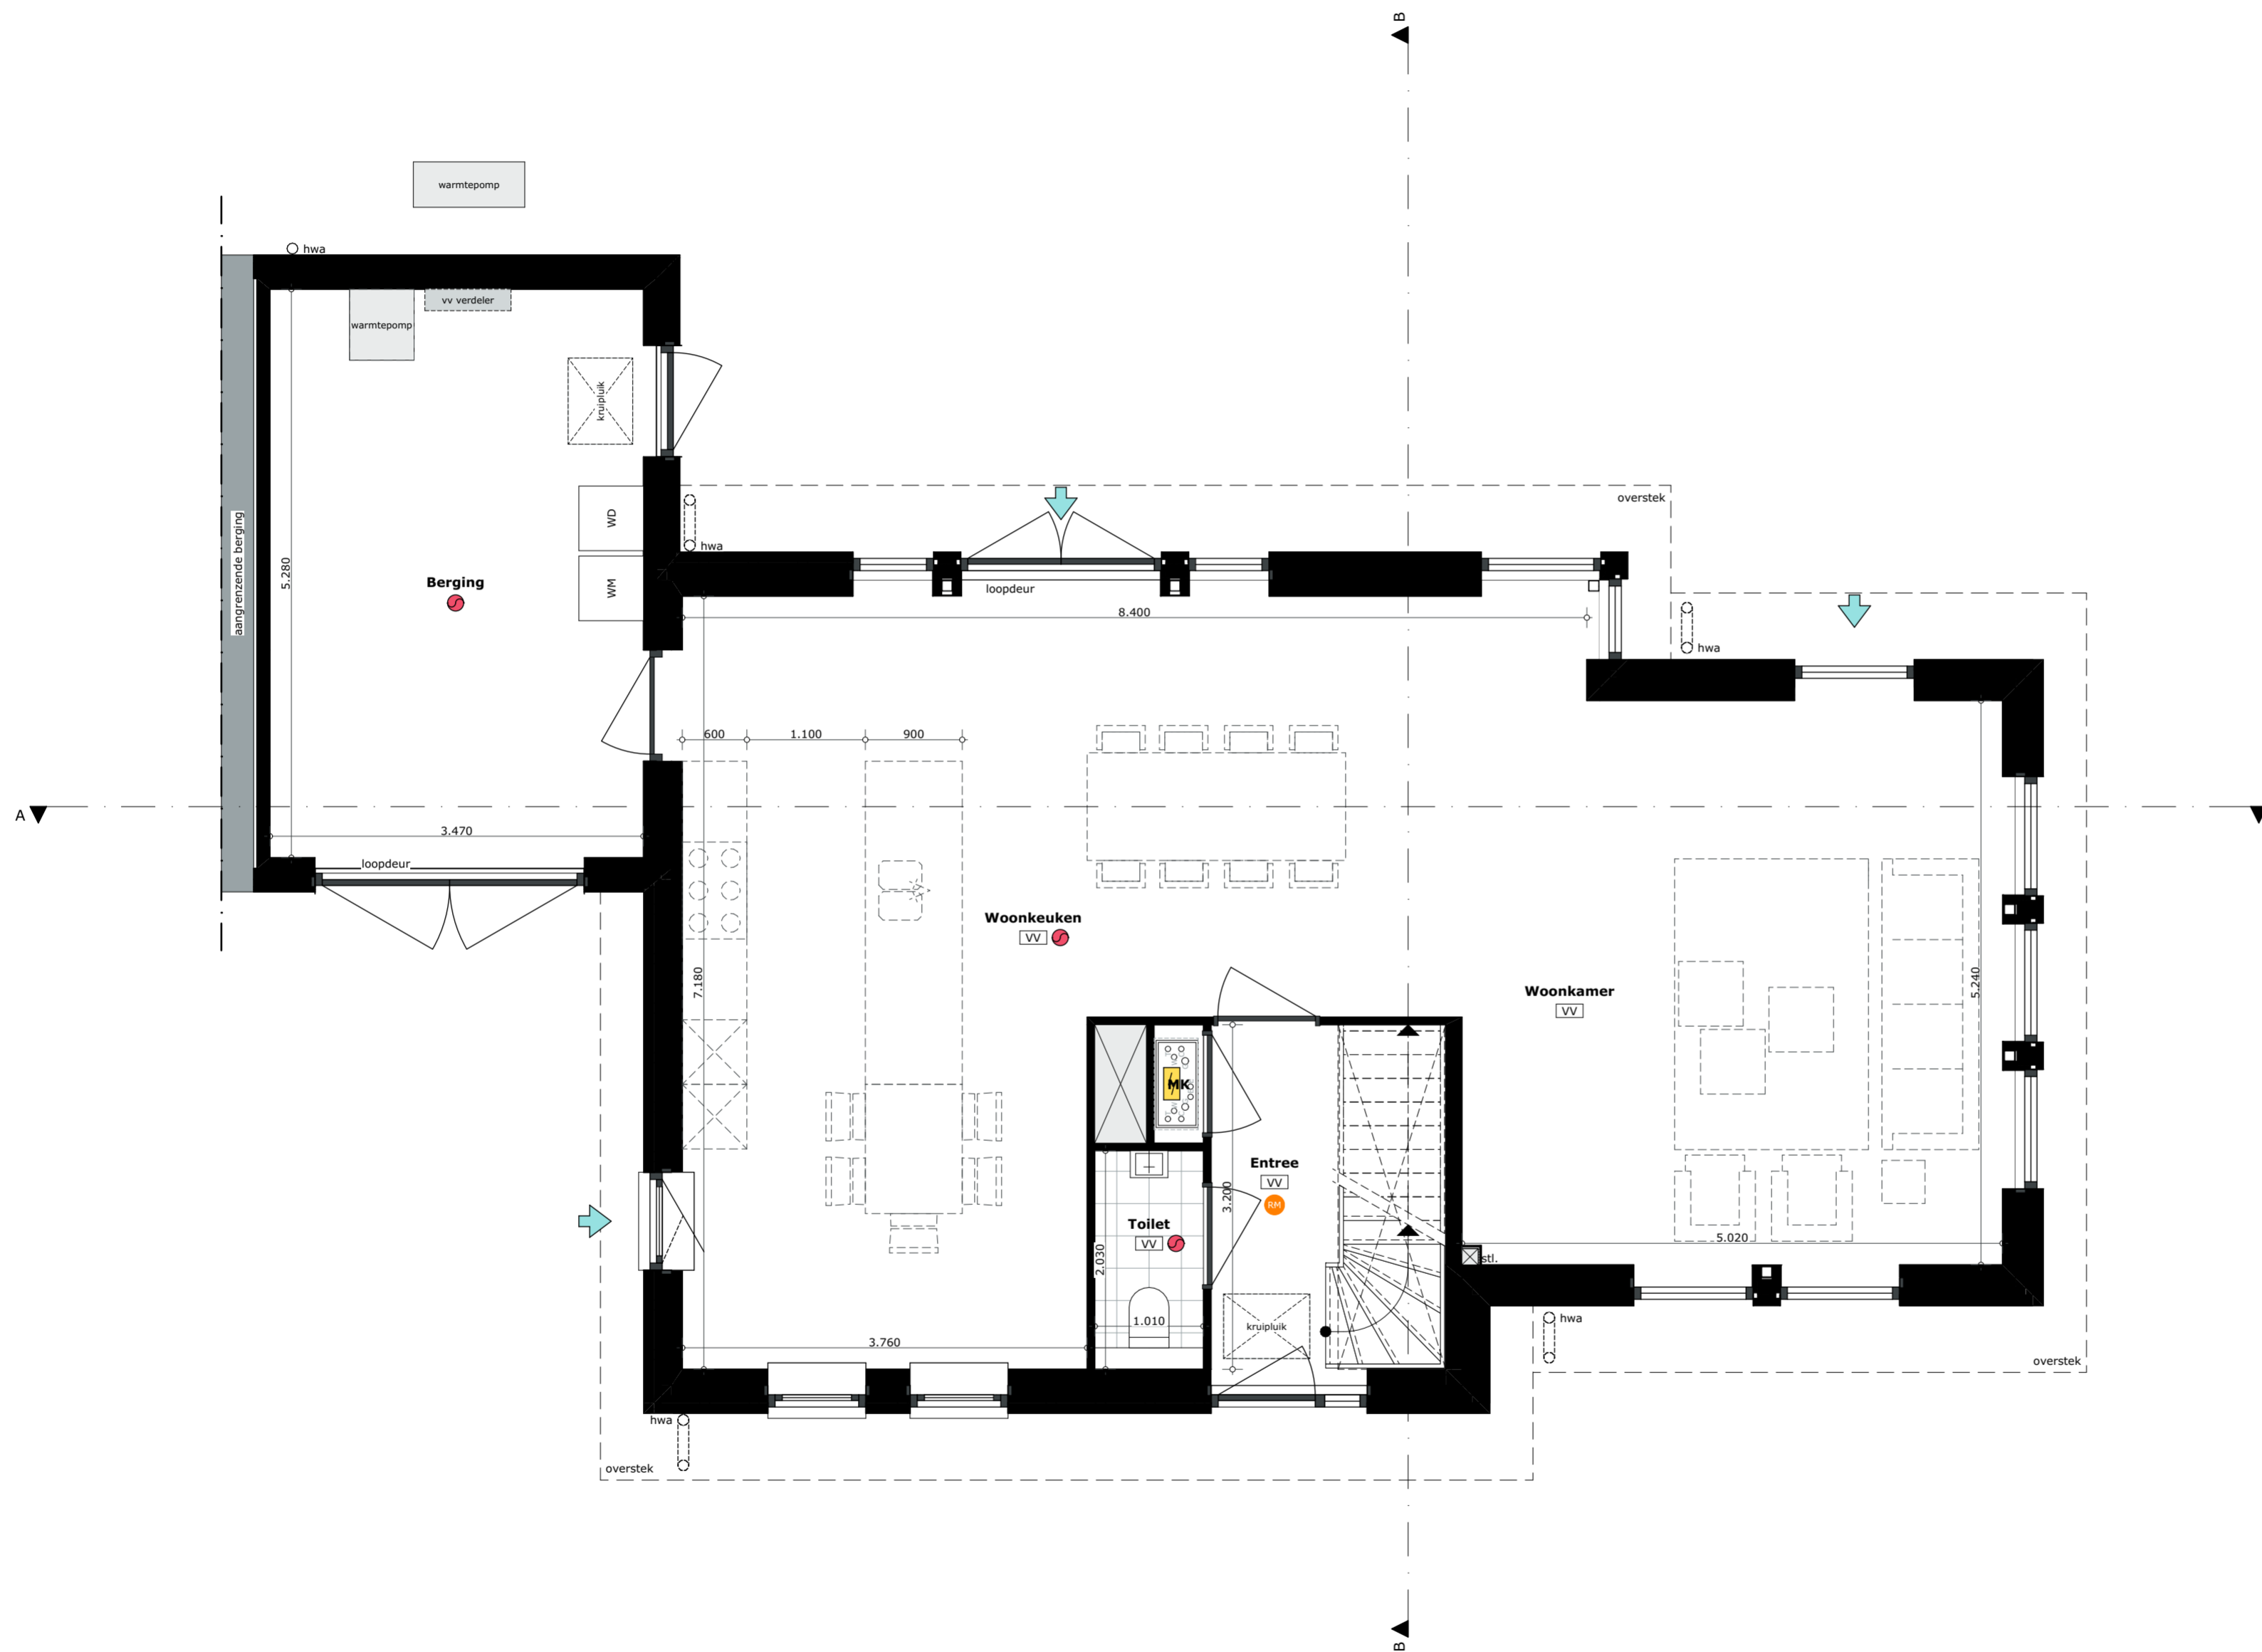 B
warmtepomp
hwa
warmtepomp
vv verdeler
kruipluik
WD
WM
aangrenzende berging
5.280
Berging
3.470
loopdeur
hwa
loopdeur
overstek
8.400
hwa
600
1.100
900
A
Woonkeuken
VV
7.180
Woonkamer
VV
5.240
MK
Entree
VV
RM
3.200
Toilet
VV
2.030
1.010
kruipluik
3.760
stl.
5.020
hwa
overstek
hwa
overstek
B